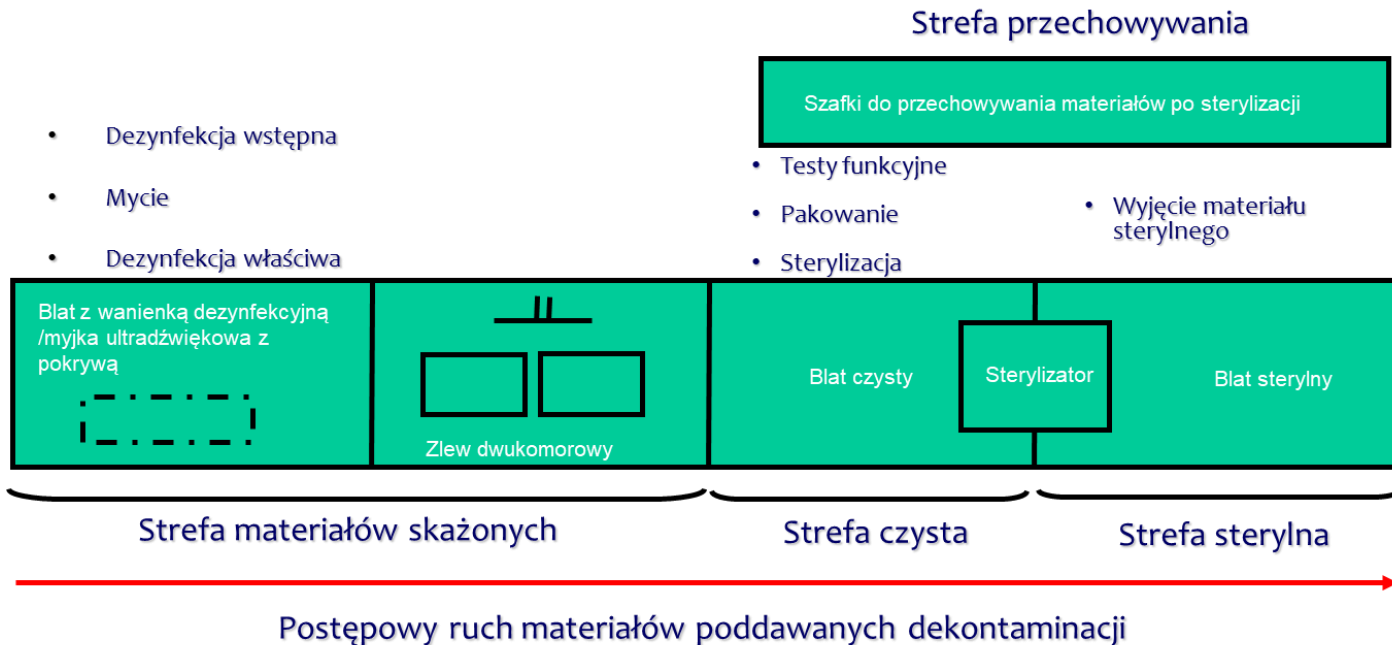 Strefa przechowywania
Szafki do przechowywania materiałów po sterylizacji
• Dezynfekcja wstępna
• Mycie
• Dezynfekcja właściwa
• Testy funkcyjne
• Pakowanie
• Sterylizacja
• Wyjęcie materiału
sterylnego
Blat z wanienką dezynfekcyjną
/myjka ultradźwiękowa z
pokrywą
Zlew dwukomorowy
Blat czysty
Sterylizator
Blat sterylny
Strefa materiałów skażonych
Strefa czysta
Strefa sterylna
Postępowy ruch materiałów poddawanych dekontaminacji